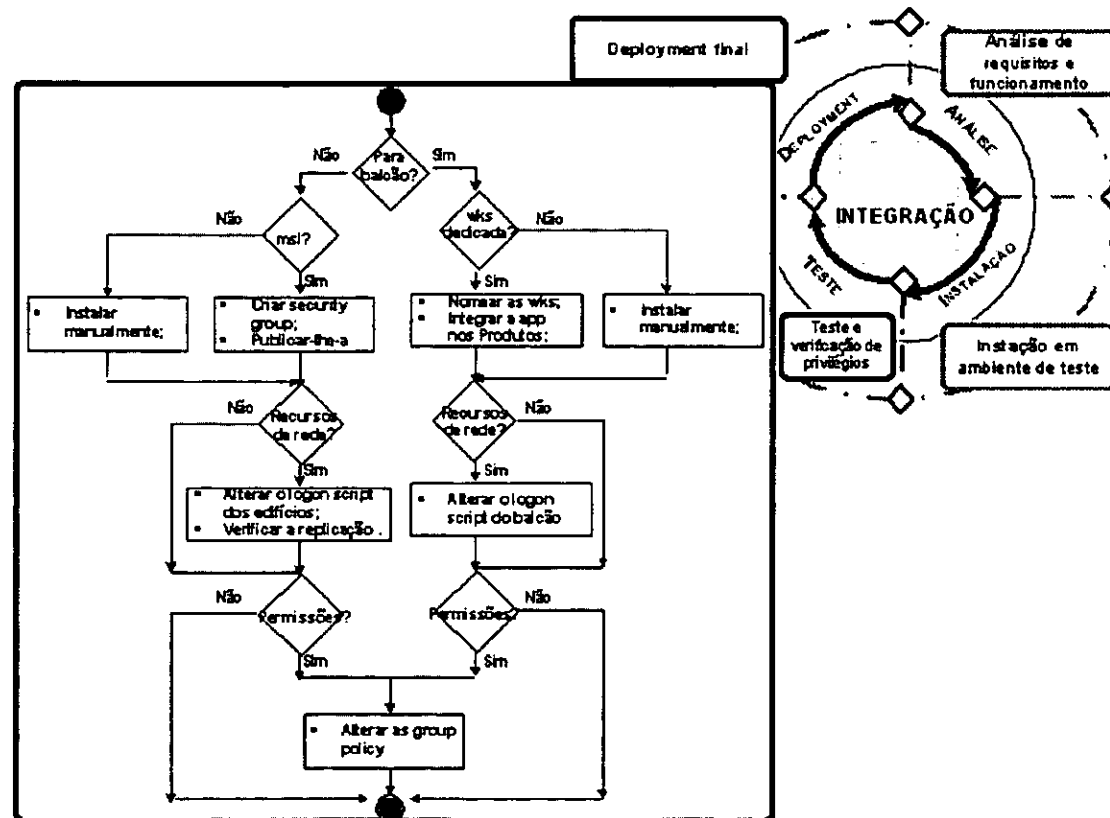 Deployment final
Análise de
requisitos e
funcionamento
DEPLOYMENT
ANÁLISE
INTEGRAÇÃO
TESTE
INSTALAÇÃO
Teste e
verificação de
privilégios
Instação em
ambiente de teste
Para
balcão?
Não
Sim
msi?
Não
Sim
wks
dedicada?
Não
Sim
Instalar
manualmente;
Criar security
group;
Publicar-lhe-a
Nomear as wks;
Integrar a app
nos Produtos;
Instalar
manualmente;
Recursos
de rede?
Não
Sim
Recursos
de rede?
Não
Sim
Alterar o logon script
dos edifícios;
Verificar a replicação.
Alterar o logon
script do balcão
Permissões?
Não
Sim
Permissões?
Não
Sim
Alterar as group
policy